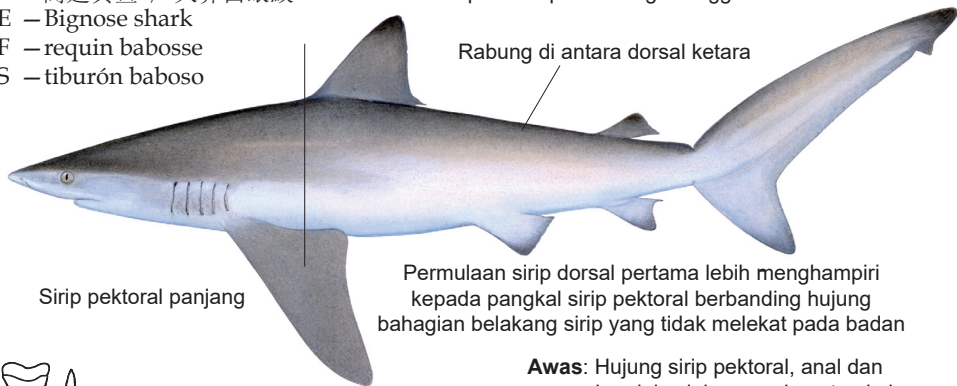 E – Bignose shark
F – requin babosse
S – tiburón baboso
Rabung di antara dorsal ketara
Sirip pektoral panjang
Permulaan sirip dorsal pertama lebih menghampiri
kepada pangkal sirip pektoral berbanding hujung
bahagian belakang sirip yang tidak melekat pada badan
Awas: Hujung sirip pektoral, anal dan